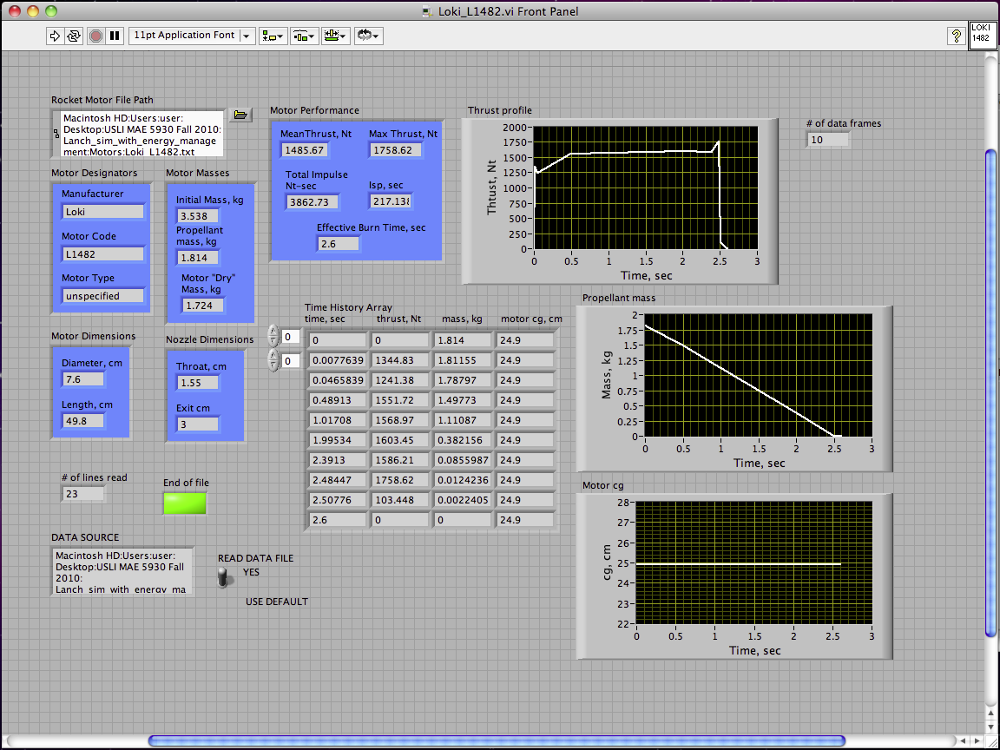 Loki_L1482.vi Front Panel
11pt Application Font
?
LOKI
1482
Rocket Motor File Path
Macintosh HD:Users:user:
Desktop:USLI MAE 5930 Fall 2010:
Lanch_sim_with_energy_manage
ment:Motors:Loki_L1482.txt
Motor Designators
Manufacturer
Loki
Motor Code
L1482
Motor Type
unspecified
Motor Masses
Initial Mass, kg
3.538
Propellant
mass, kg
1.814
Motor "Dry"
Mass, kg
1.724
Motor Performance
MeanThrust, Nt
1485.67
Max Thrust, Nt
1758.62
Total Impulse
Nt-sec
3862.73
Isp, sec
217.138
Effective Burn Time, sec
2.6
Thrust profile
Thtust, Nt
2000
1750
1500
1250
1000
750
500
250
0
0 0.5 1 1.5 2 2.5 3
Time, sec
# of data frames
10
Motor Dimensions
Diameter, cm
7.6
Length, cm
49.8
Nozzle Dimensions
Throat, cm
1.55
Exit cm
3
Time History Array
time, sec thrust, Nt mass, kg motor cg, cm
0
0
0 0 1.814 24.9
0.0077639 1344.83 1.81155 24.9
0.0465839 1241.38 1.78797 24.9
0.48913 1551.72 1.49773 24.9
1.01708 1568.97 1.11087 24.9
1.99534 1603.45 0.382156 24.9
2.3913 1586.21 0.0855987 24.9
2.48447 1758.62 0.0124236 24.9
2.50776 103.448 0.0022405 24.9
2.6 0 0 24.9
Propellant mass
Mass, kg
2
1.75
1.5
1.25
1
0.75
0.5
0.25
0
0 0.5 1 1.5 2 2.5 3
Time, sec
# of lines read
23
End of file
DATA SOURCE
Macintosh HD:Users:user:
Desktop:USLI MAE 5930 Fall
2010:
Lanch_sim_with_energy_ma
READ DATA FILE
YES
USE DEFAULT
Motor cg
cg, cm
28
27
26
25
24
23
22
0 0.5 1 1.5 2 2.5 3
Time, sec